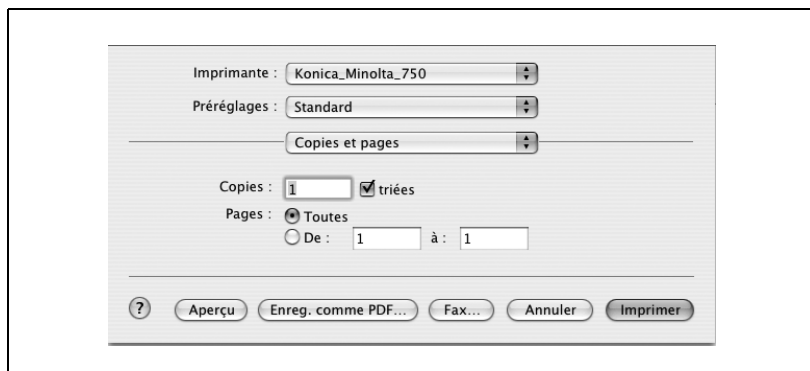 Imprimante : Konica_Minolta_750
Préréglages : Standard
Copies et pages
Copies : 1 triées
Pages : Toutes
De : 1 à : 1
? Aperçu Enreg. comme PDF... Fax... Annuler Imprimer